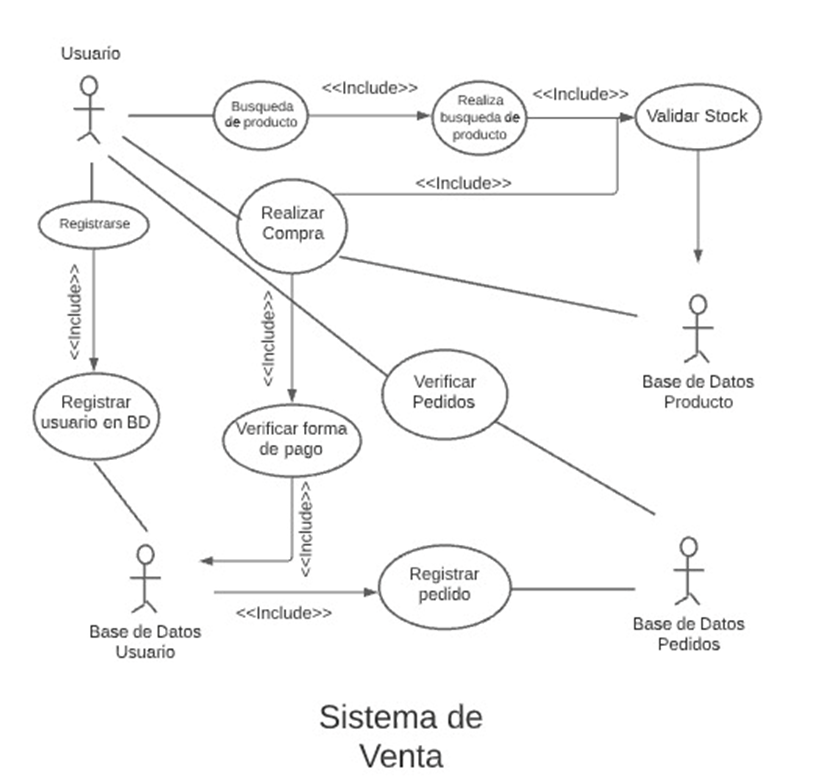 Usuario
Busqueda
de producto
<<Include>>
Realiza
busqueda de
producto
<<Include>>
Validar Stock
<<Include>>
Realizar
Compra
Registrarse
<<Include>>
<<Include>>
Base de Datos
Producto
Verificar
Pedidos
Registrar
usuario en BD
Verificar forma
de pago
<<Include>>
Base de Datos
Usuario
<<Include>>
Registrar
pedido
Base de Datos
Pedidos
Sistema de
Venta